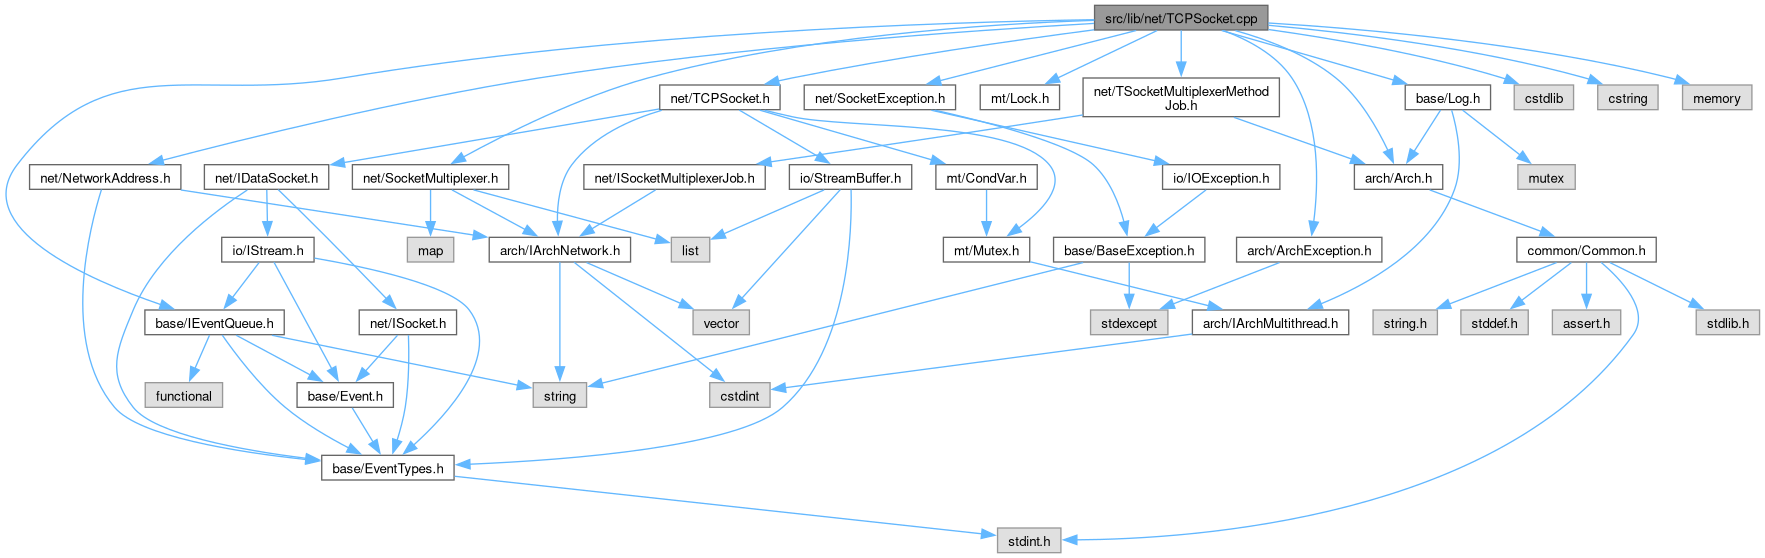 src/lib/net/TCPSocket.cpp
net/TCPSocket.h
net/SocketException.h
mt/Lock.h
net/TSocketMultiplexerMethod
Job.h
base/Log.h
cstdlib
cstring
memory
net/NetworkAddress.h
net/IDataSocket.h
net/SocketMultiplexer.h
net/ISocketMultiplexerJob.h
io/StreamBuffer.h
mt/CondVar.h
io/IOException.h
arch/Arch.h
mutex
io/IStream.h
map
arch/IArchNetwork.h
list
mt/Mutex.h
base/BaseException.h
arch/ArchException.h
common/Common.h
base/IEventQueue.h
net/ISocket.h
vector
stdexcept
arch/IArchMultithread.h
string.h
stddef.h
assert.h
stdlib.h
functional
base/Event.h
string
cstdint
base/EventTypes.h
stdint.h